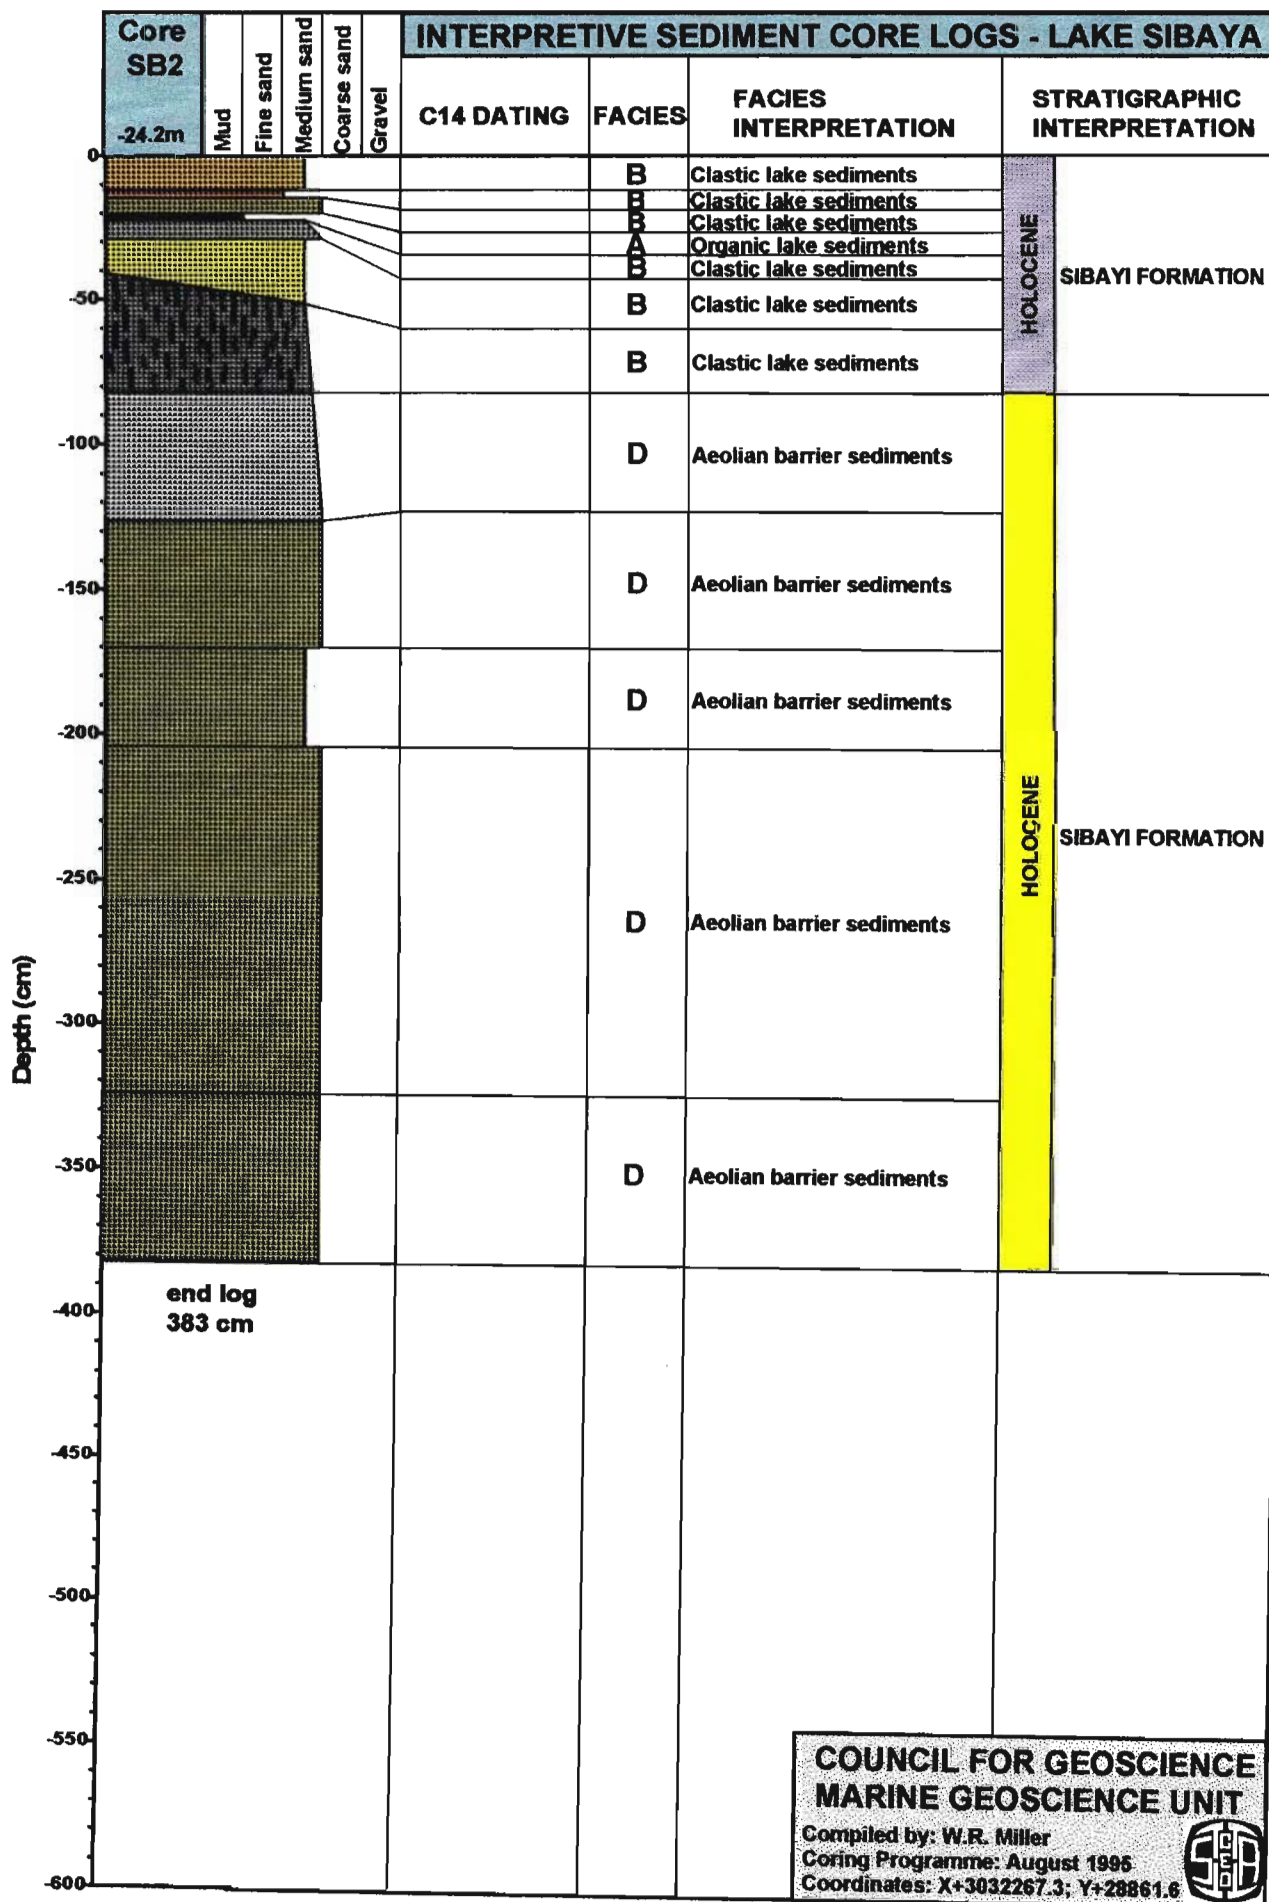 Core
SB2
-24.2m
Mud
Fine sand
Medium sand
Coarse sand
Gravel
INTERPRETIVE SEDIMENT CORE LOGS - LAKE SIBAYA
C14 DATING
FACIES
FACIES
INTERPRETATION
STRATIGRAPHIC
INTERPRETATION
0
B Clastic lake sediments
B Clastic lake sediments
B Clastic lake sediments
A Organic lake sediments
B Clastic lake sediments
B Clastic lake sediments
B Clastic lake sediments
HOLOCENE
SIBAYI FORMATION
-50
-100
D Aeolian barrier sediments
-150
D Aeolian barrier sediments
D Aeolian barrier sediments
-200
HOLOCENE
SIBAYI FORMATION
-250
D Aeolian barrier sediments
Depth (cm)
-300
-350
D Aeolian barrier sediments
end log
383 cm
-400
-450
-500
-550
-600
COUNCIL FOR GEOSCIENCE
MARINE GEOSCIENCE UNIT
Compiled by: W.R. Miller
Coring Programme: August 1995
Coordinates: X+3032267.3; Y+28861.6